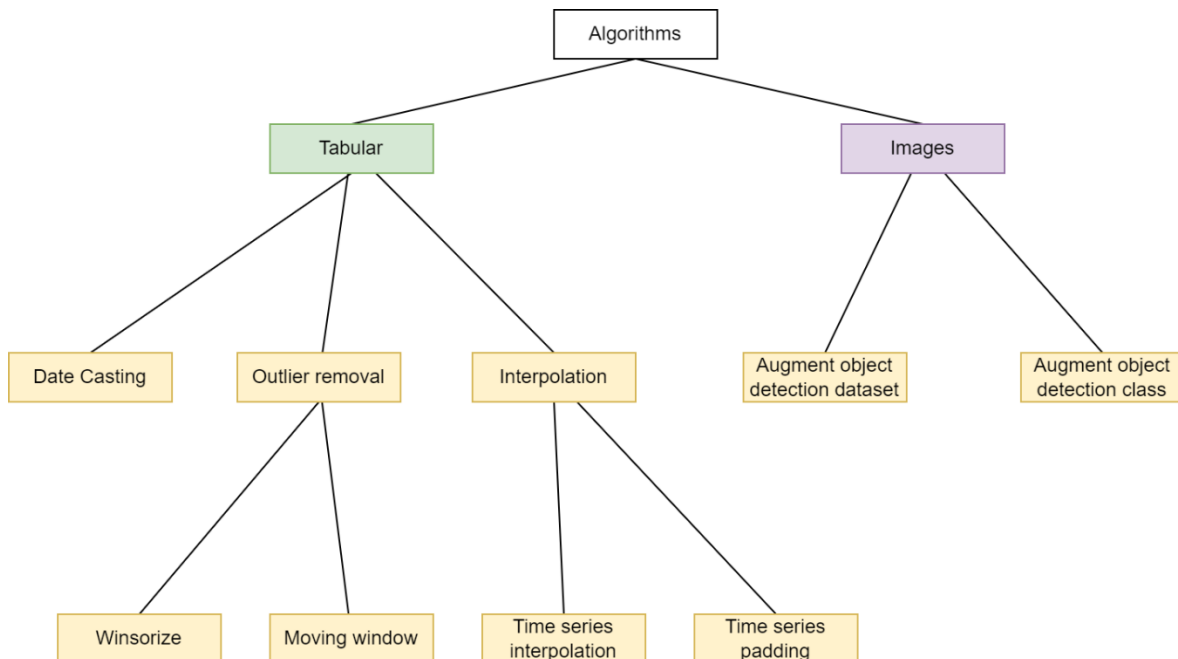 Algorithms
Tabular
Images
Date Casting
Outlier removal
Interpolation
Augment object
detection dataset
Augment object
detection class
Winsorize
Moving window
Time series
interpolation
Time series
padding